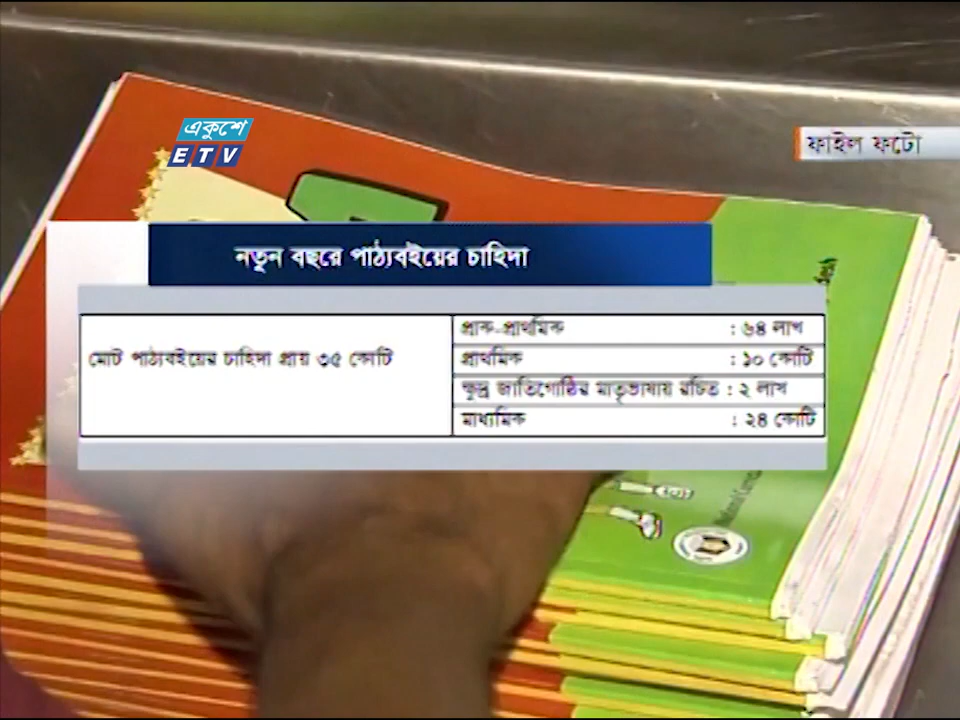 একুশে
ETV
ফাইল ফটো
নতুন বছরে পাঠ্যবইয়ের চাহিদা
মোট পাঠ্যবইয়ের চাহিদা প্রায় ৩৫ কোটি
প্রাক-প্রাথমিক : ৬৪ লাখ
প্রাথমিক : ১০ কোটি
ক্ষুদ্র জাতিগোষ্ঠির মাতৃভাষায় রচিত : ২ লাখ
মাধ্যমিক : ২৪ কোটি